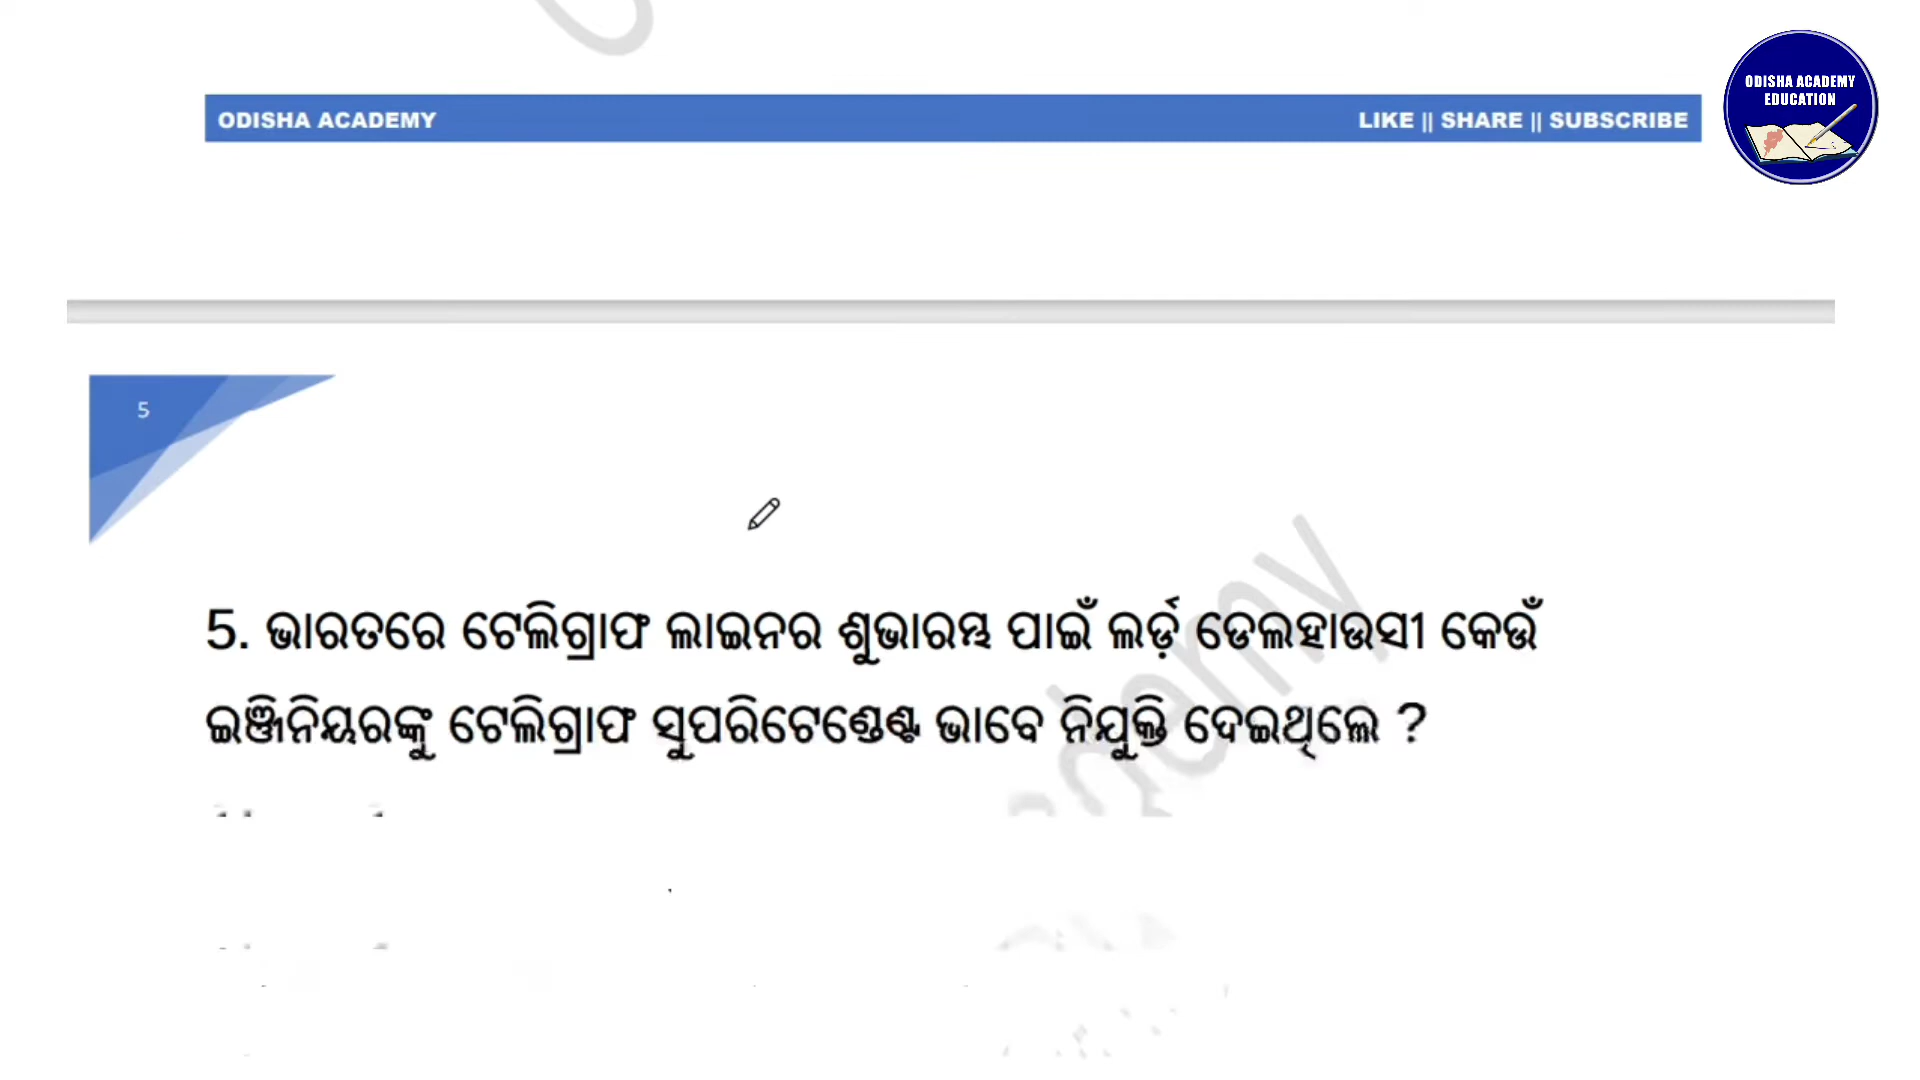 ODISHA ACADEMY LIKE || SHARE || SUBSCRIBE
ODISHA ACADEMY
EDUCATION
5
5. ଭାରତରେ ଟେଲିଗ୍ରାଫ ଲାଇନର ଶୁଭାରମ୍ଭ ପାଇଁ ଲର୍ଡ଼ ଡେଲହାଉସୀ କେଉଁ
ଇଞ୍ଜିନିୟରଙ୍କୁ ଟେଲିଗ୍ରାଫ ସୁପରିଟେଣ୍ଡେଣ୍ଟ ଭାବେ ନିଯୁକ୍ତି ଦେଇଥିଲେ ?